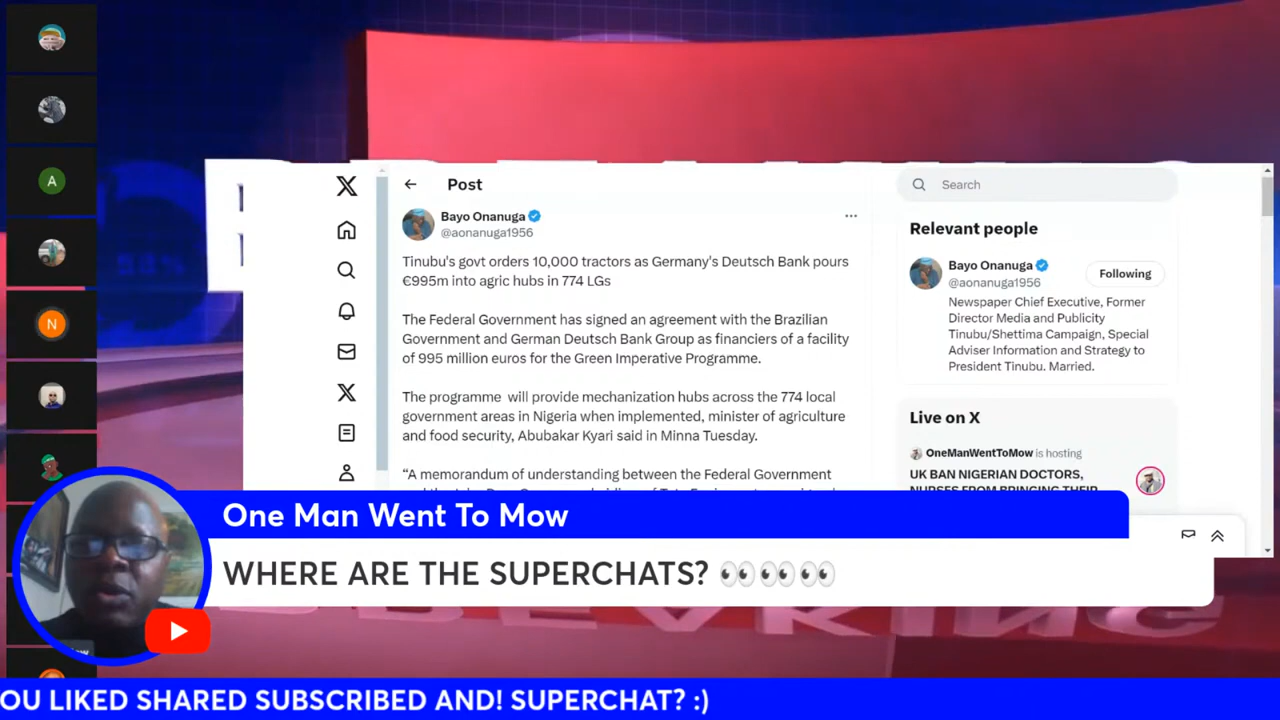 Post
Search
Bayo Onanuga
@aonanuga1956
Tinubu's govt orders 10,000 tractors as Germany's Deutsch Bank pours
€995m into agric hubs in 774 LGs
The Federal Government has signed an agreement with the Brazilian
Government and German Deutsch Bank Group as financiers of a facility
of 995 million euros for the Green Imperative Programme.
The programme will provide mechanization hubs across the 774 local
government areas in Nigeria when implemented, minister of agriculture
and food security, Abubakar Kyari said in Minna Tuesday.
“A memorandum of understanding between the Federal Government
Relevant people
Bayo Onanuga
Following
@aonanuga1956
Newspaper Chief Executive, Former
Director Media and Publicity
Tinubu/Shettima Campaign, Special
Adviser Information and Strategy to
President Tinubu. Married.
Live on X
OneManWentToMow is hosting
UK BAN NIGERIAN DOCTORS,
NURSES FROM BRINGING THEIR
A
N
One Man Went To Mow
WHERE ARE THE SUPERCHATS? 👀👀👀
OU LIKED SHARED SUBSCRIBED AND! SUPERCHAT? :)